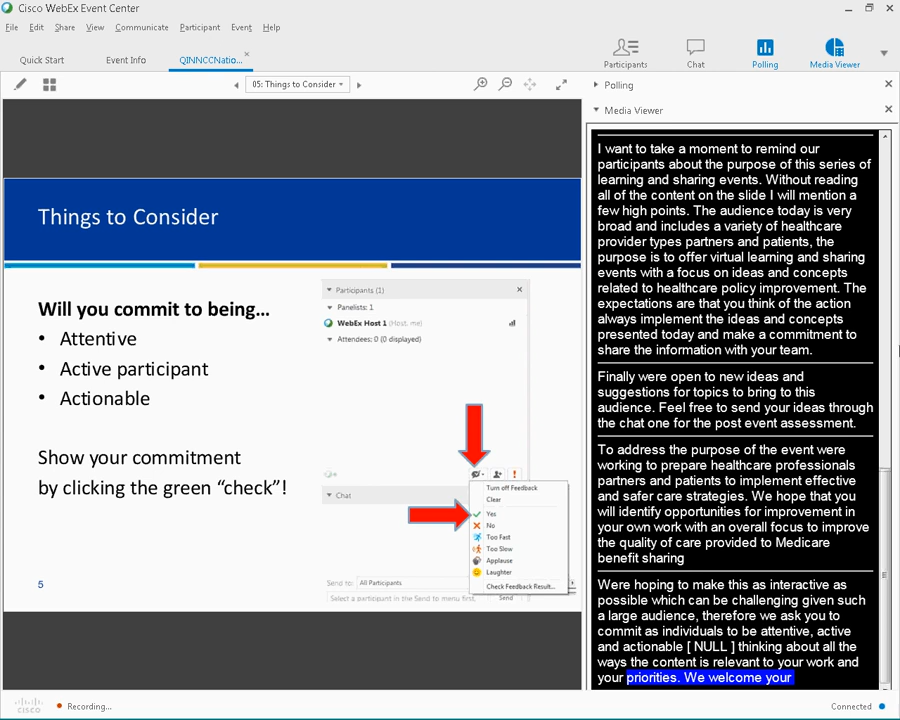 Cisco WebEx Event Center
File Edit Share View Communicate Participant Event Help
Quick Start Event Info QINNCCNatio...
Participants Chat Polling Media Viewer
05: Things to Consider
Polling
Media Viewer
Things to Consider
Will you commit to being...
• Attentive
• Active participant
• Actionable
Show your commitment
by clicking the green “check”!
5
Participants (1)
Panelists: 1
WebEx Host 1 (Host, me)
Attendees: 0 (0 displayed)
Chat
Turn off Feedback
Clear
Yes
No
Too Fast
Too Slow
Applause
Laughter
Check Feedback Result...
Send to: All Participants
Select a participant in the Send to menu first,
Send
I want to take a moment to remind our
participants about the purpose of this series of
learning and sharing events. Without reading
all of the content on the slide I will mention a
few high points. The audience today is very
broad and includes a variety of healthcare
provider types partners and patients, the
purpose is to offer virtual learning and sharing
events with a focus on ideas and concepts
related to healthcare policy improvement. The
expectations are that you think of the action
always implement the ideas and concepts
presented today and make a commitment to
share the information with your team.
Finally were open to new ideas and
suggestions for topics to bring to this
audience. Feel free to send your ideas through
the chat one for the post event assessment.
To address the purpose of the event were
working to prepare healthcare professionals
partners and patients to implement effective
and safer care strategies. We hope that you
will identify opportunities for improvement in
your own work with an overall focus to improve
the quality of care provided to Medicare
benefit sharing
Were hoping to make this as interactive as
possible which can be challenging given such
a large audience, therefore we ask you to
commit as individuals to be attentive, active
and actionable [ NULL ] thinking about all the
ways the content is relevant to your work and
your priorities. We welcome your
cisco
Recording...
Connected